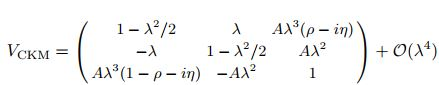 V_CKM = ( 1 − λ²/2   λ   Aλ³(ρ − iη)
−λ   1 − λ²/2   Aλ²
Aλ³(1 − ρ − iη)   −Aλ²   1 ) + 𝒪(λ⁴)